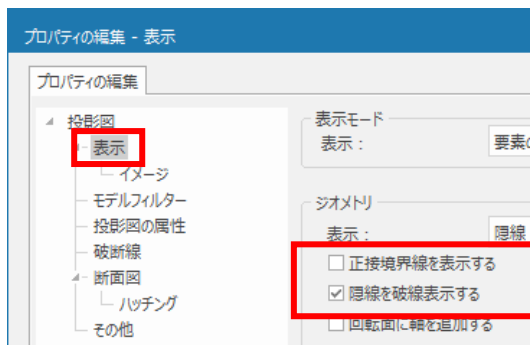 プロパティの編集 - 表示
プロパティの編集
投影図
表示
イメージ
モデルフィルター
投影図の属性
破断線
断面図
ハッチング
その他
表示モード
表示：
要素の
ジオメトリ
表示：
隠線
正接境界線を表示する
隠線を破線表示する
回転面に軸を追加する